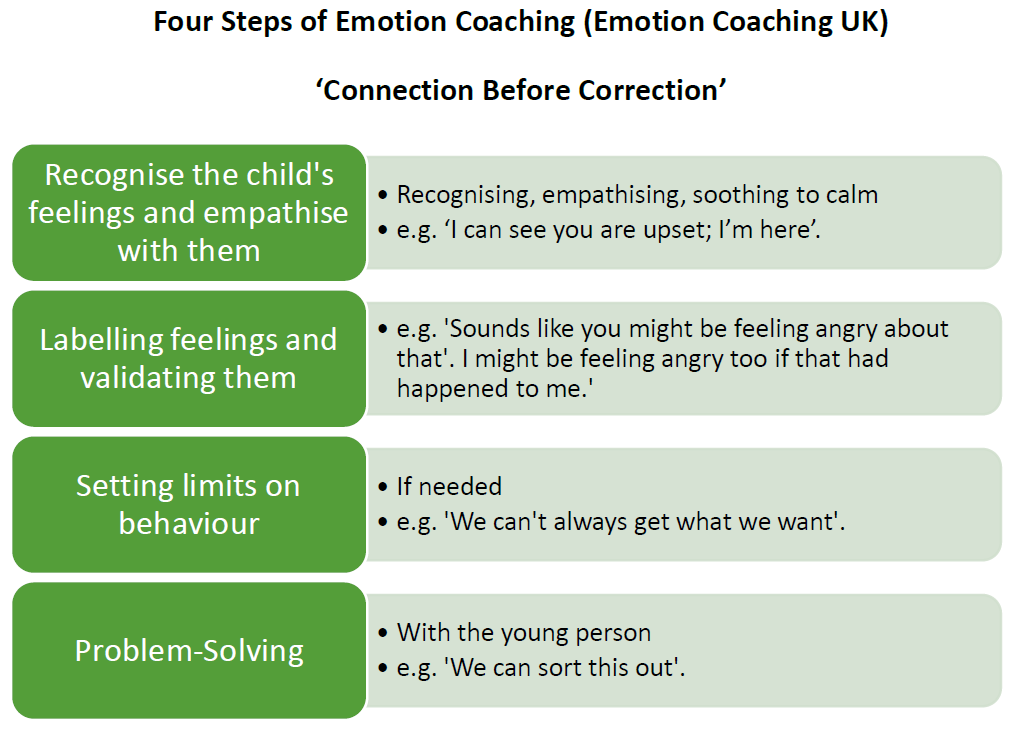 Four Steps of Emotion Coaching (Emotion Coaching UK)
‘Connection Before Correction’
Recognise the child's
feelings and empathise
with them
• Recognising, empathising, soothing to calm
• e.g. ‘I can see you are upset; I’m here’.
Labelling feelings and
validating them
• e.g. 'Sounds like you might be feeling angry about
that'. I might be feeling angry too if that had
happened to me.'
Setting limits on
behaviour
• If needed
• e.g. 'We can't always get what we want'.
Problem-Solving
• With the young person
• e.g. 'We can sort this out'.